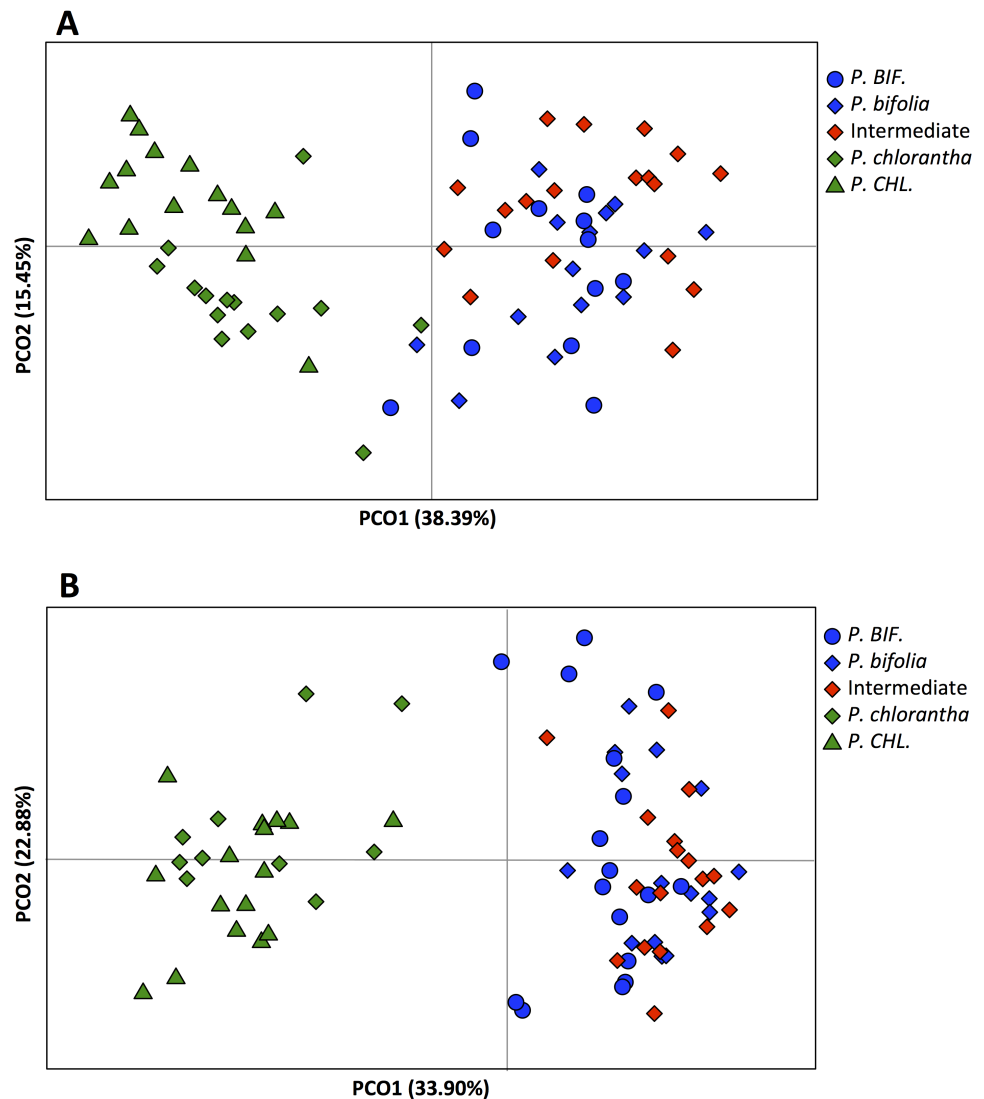 A
P. BIF.
P. bifolia
Intermediate
P. chlorantha
P. CHL.
PCO2 (15.45%)
PCO1 (38.39%)
B
P. BIF.
P. bifolia
Intermediate
P. chlorantha
P. CHL.
PCO2 (22.88%)
PCO1 (33.90%)